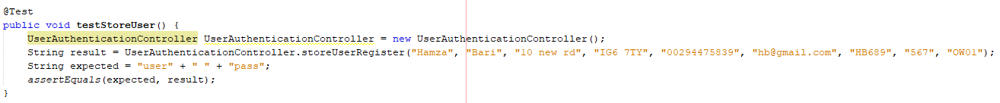 @Test
public void testStoreUser() {
UserAuthenticationController UserAuthenticationController = new UserAuthenticationController();
String result = UserAuthenticationController.storeUserRegister("Hamza", "Bari", "10 new rd", "IG6 7TY", "00294475839", "hb@gmail.com", "HB689", "567", "OW01");
String expected = "user" + " " + "pass";
assertEquals(expected, result);
}